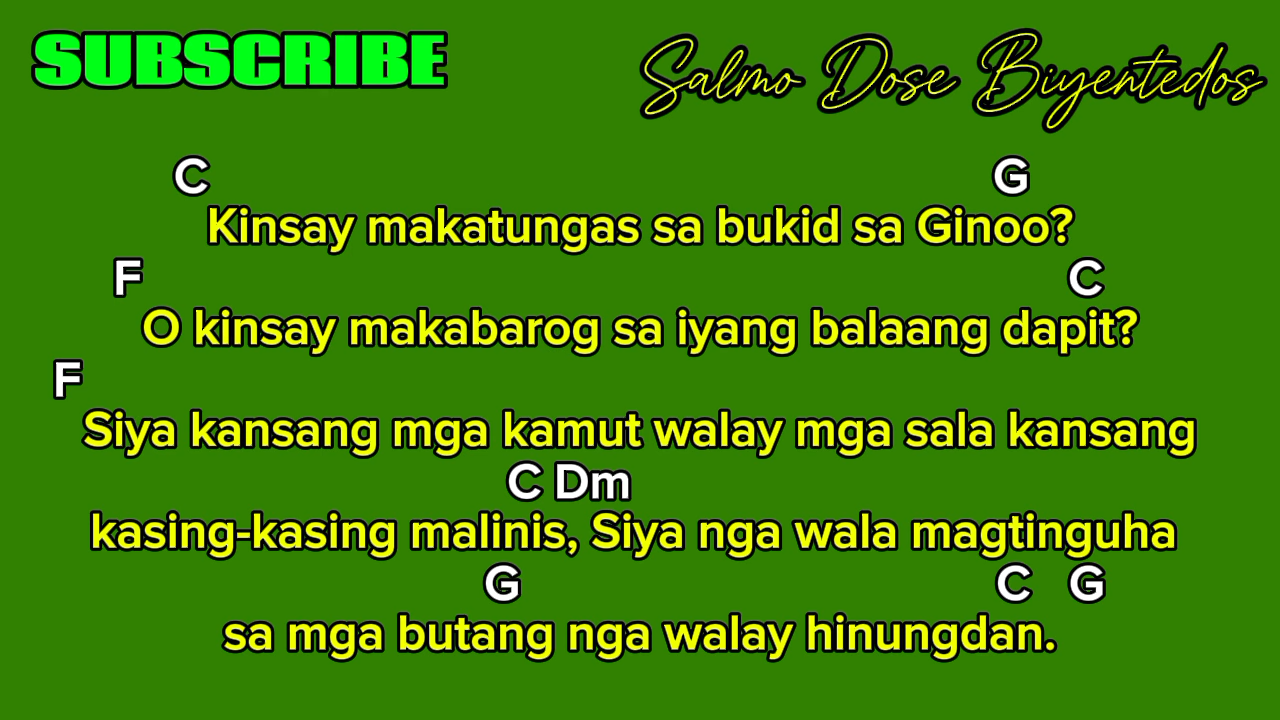 SUBSCRIBE
Salmo Dose Biyentedos
C G
Kinsay makatungas sa bukid sa Ginoo?
F C
O kinsay makabarog sa iyang balaang dapit?
F
Siya kansang mga kamut walay mga sala kansang
C Dm
kasing-kasing malinis, Siya nga wala magtinguha
G C G
sa mga butang nga walay hinungdan.